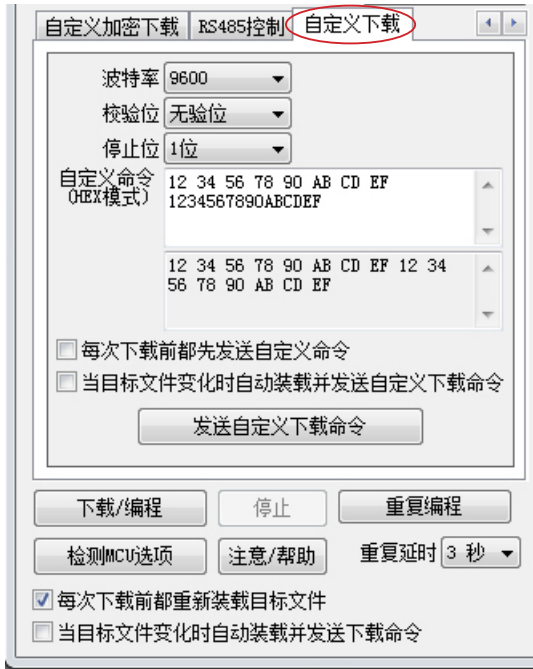 自定义加密下载 RS485控制 自定义下载
波特率 9600
校验位 无验位
停止位 1位
自定义命令
(HEX模式)
12 34 56 78 90 AB CD EF
1234567890ABCDEF
12 34 56 78 90 AB CD EF 12 34
56 78 90 AB CD EF
每次下载前都先发送自定义命令
当目标文件变化时自动装载并发送自定义下载命令
发送自定义下载命令
下载/编程 停止 重复编程
检测MCU选项 注意/帮助 重复延时 3 秒
每次下载前都重新装载目标文件
当目标文件变化时自动装载并发送下载命令